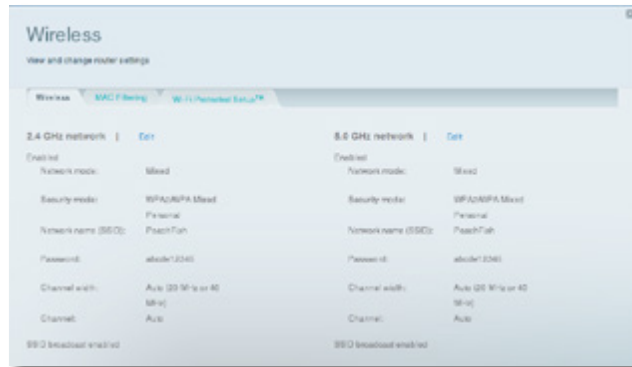 Wireless
View and change router settings
Wireless MAC Filtering Wi-Fi Protected Setup™
2.4 GHz network | Edit
Enabled
Network mode: Mixed
Security mode: WPA2/WPA Mixed
Personal
Network name (SSID): PeachFish
Password: abcde12345
Channel width: Auto (20 MHz or 40
MHz)
Channel: Auto
SSID broadcast enabled
5.0 GHz network | Edit
Enabled
Network mode: Mixed
Security mode: WPA2/WPA Mixed
Personal
Network name (SSID): PeachFish
Password: abcde12345
Channel width: Auto (20 MHz or 40
MHz)
Channel: Auto
SSID broadcast enabled